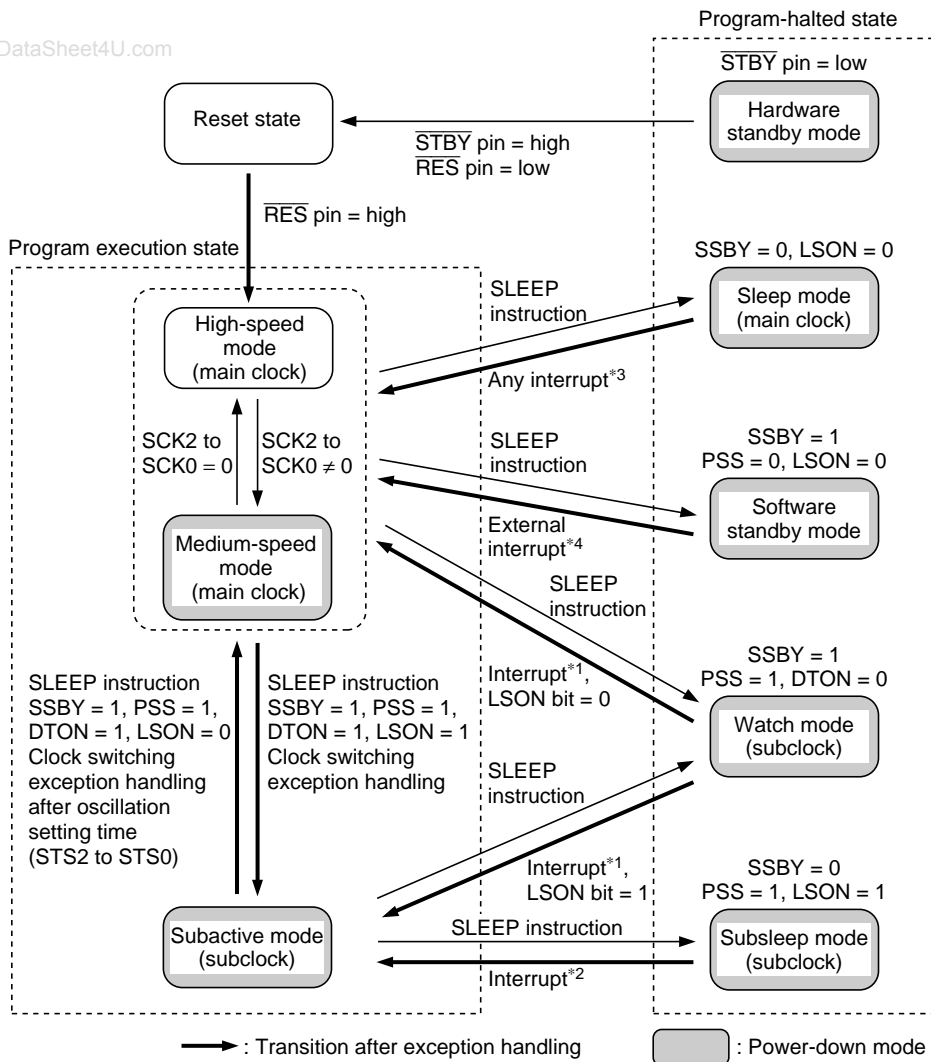 Program-halted state
DataSheet4U.com
STBY pin = low
Reset state
Hardware
standby mode
STBY pin = high
RES pin = low
RES pin = high
Program execution state
SSBY = 0, LSON = 0
SLEEP
instruction
Sleep mode
(main clock)
High-speed
mode
(main clock)
Any interrupt*3
SCK2 to
SCK0 = 0
SCK2 to
SCK0 ≠ 0
SLEEP
instruction
SSBY = 1
PSS = 0, LSON = 0
Software
standby mode
External
interrupt*4
Medium-speed
mode
(main clock)
SLEEP
instruction
SSBY = 1
PSS = 1, DTON = 0
Interrupt*1,
LSON bit = 0
Watch mode
(subclock)
SLEEP instruction
SSBY = 1, PSS = 1,
DTON = 1, LSON = 0
Clock switching
exception handling
after oscillation
setting time
(STS2 to STS0)
SLEEP instruction
SSBY = 1, PSS = 1,
DTON = 1, LSON = 1
Clock switching
exception handling
SLEEP
instruction
Interrupt*1,
LSON bit = 1
SSBY = 0
PSS = 1, LSON = 1
Subactive mode
(subclock)
SLEEP instruction
Subsleep mode
(subclock)
Interrupt*2
: Transition after exception handling
: Power-down mode